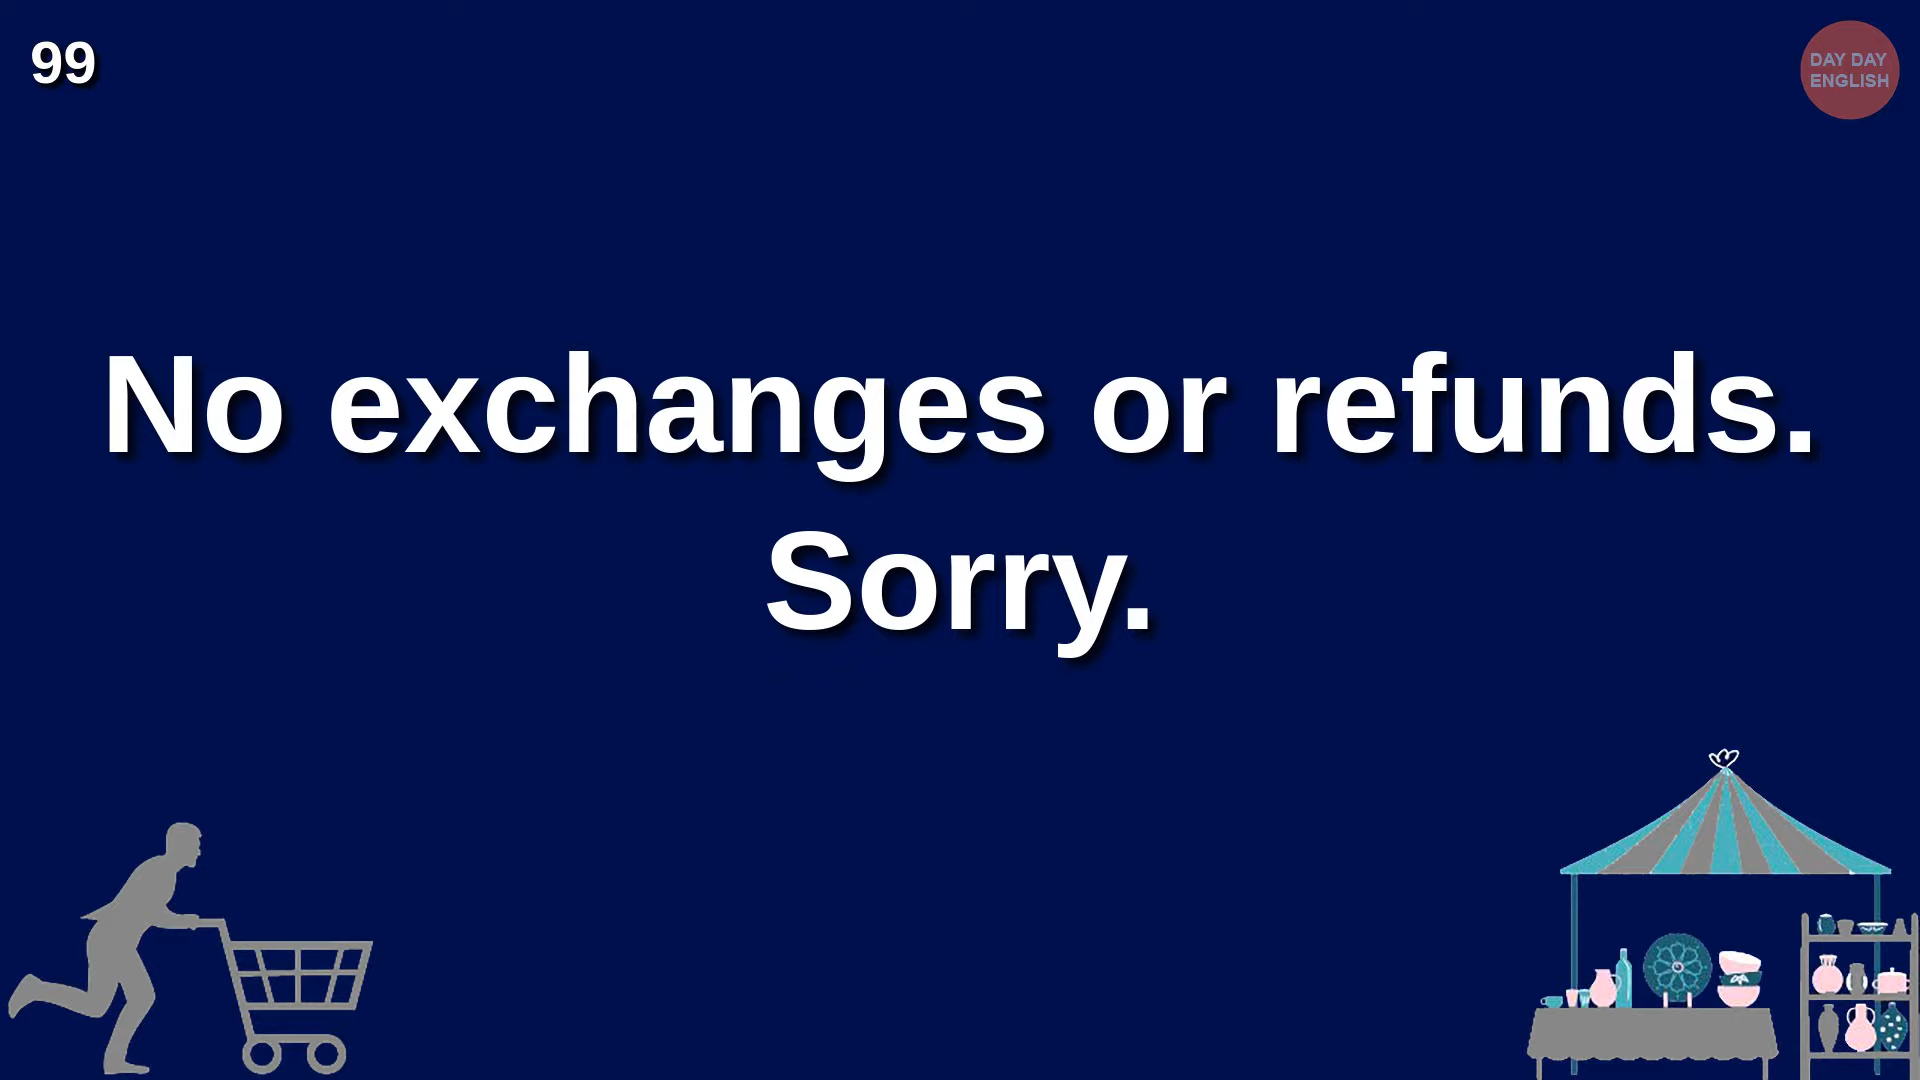 99
DAY DAY
ENGLISH
No exchanges or refunds.
Sorry.